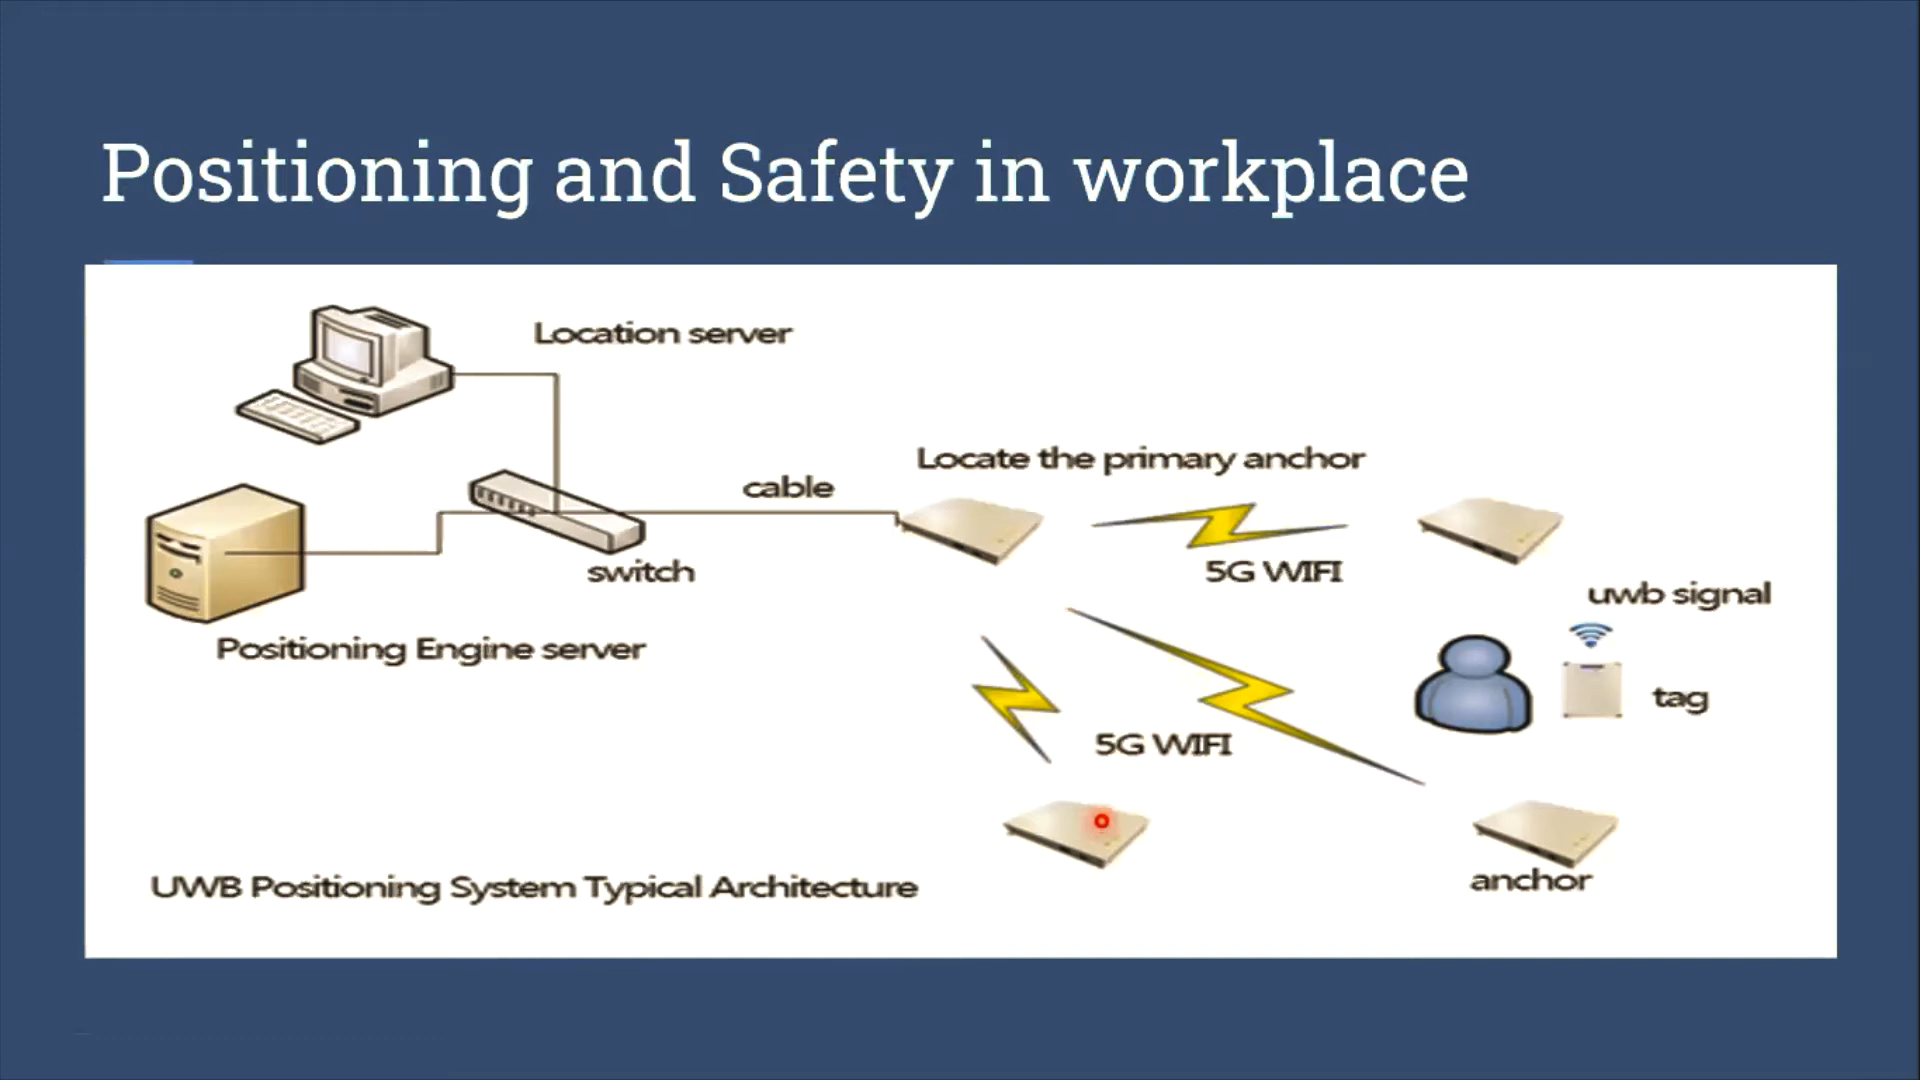 Positioning and Safety in workplace
Location server
Locate the primary anchor
cable
switch
5G WIFI
uwb signal
Positioning Engine server
tag
5G WIFI
UWB Positioning System Typical Architecture
anchor